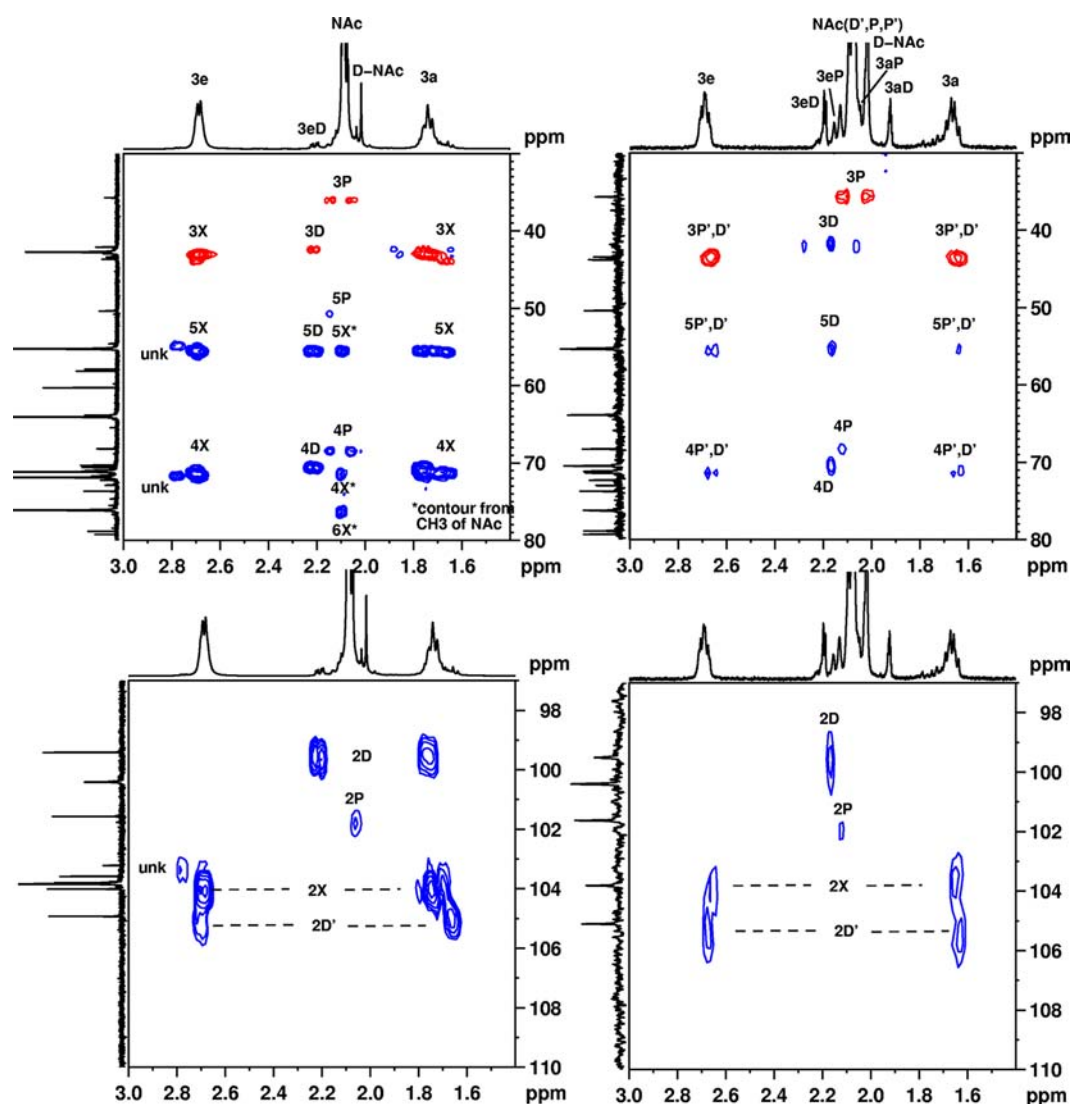 NAc
3e
D-NAc
3a
3eD
ppm
ppm
3P
3X
3D
3X
5P
5X
5D
5X*
5X
unk
4P
4X
4D
4X
unk
4X*
*contour from
CH3 of NAc
6X*
40
50
60
70
80
3.0 2.8 2.6 2.4 2.2 2.0 1.8 1.6
ppm
NAc(D',P,P')
D-NAc
3e
3eP
3aP
3a
3eD
3aD
ppm
3P
3D
3P',D'
3P',D'
5P',D'
5D
5P',D'
4P
4P',D'
4P',D'
4D
40
50
60
70
80
3.0 2.8 2.6 2.4 2.2 2.0 1.8 1.6
ppm
ppm
2D
2P
unk
2X
2D'
98
100
102
104
106
108
110
3.0 2.8 2.6 2.4 2.2 2.0 1.8 1.6
ppm
ppm
2D
2P
2X
2D'
98
100
102
104
106
108
110
3.0 2.8 2.6 2.4 2.2 2.0 1.8 1.6
ppm